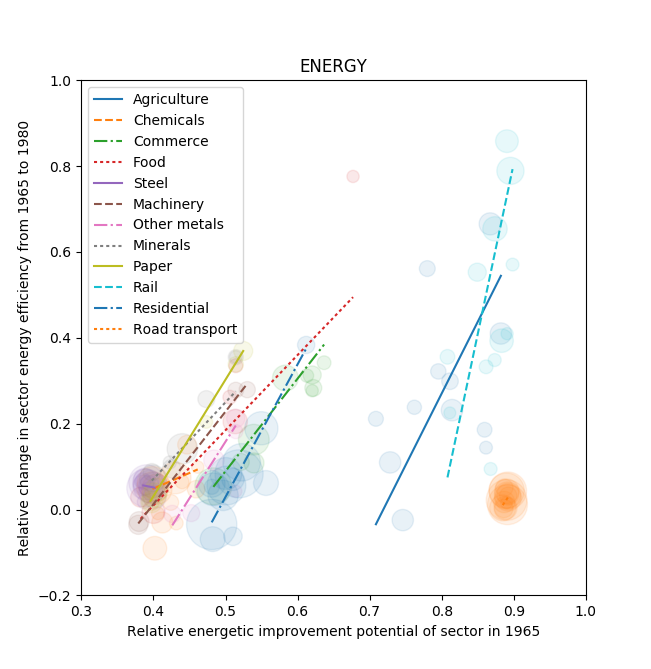 ENERGY
Relative change in sector energy efficiency from 1965 to 1980
1.0
0.8
0.6
0.4
0.2
0.0
−0.2
Agriculture
Chemicals
Commerce
Food
Steel
Machinery
Other metals
Minerals
Paper
Rail
Residential
Road transport
0.3 0.4 0.5 0.6 0.7 0.8 0.9 1.0
Relative energetic improvement potential of sector in 1965